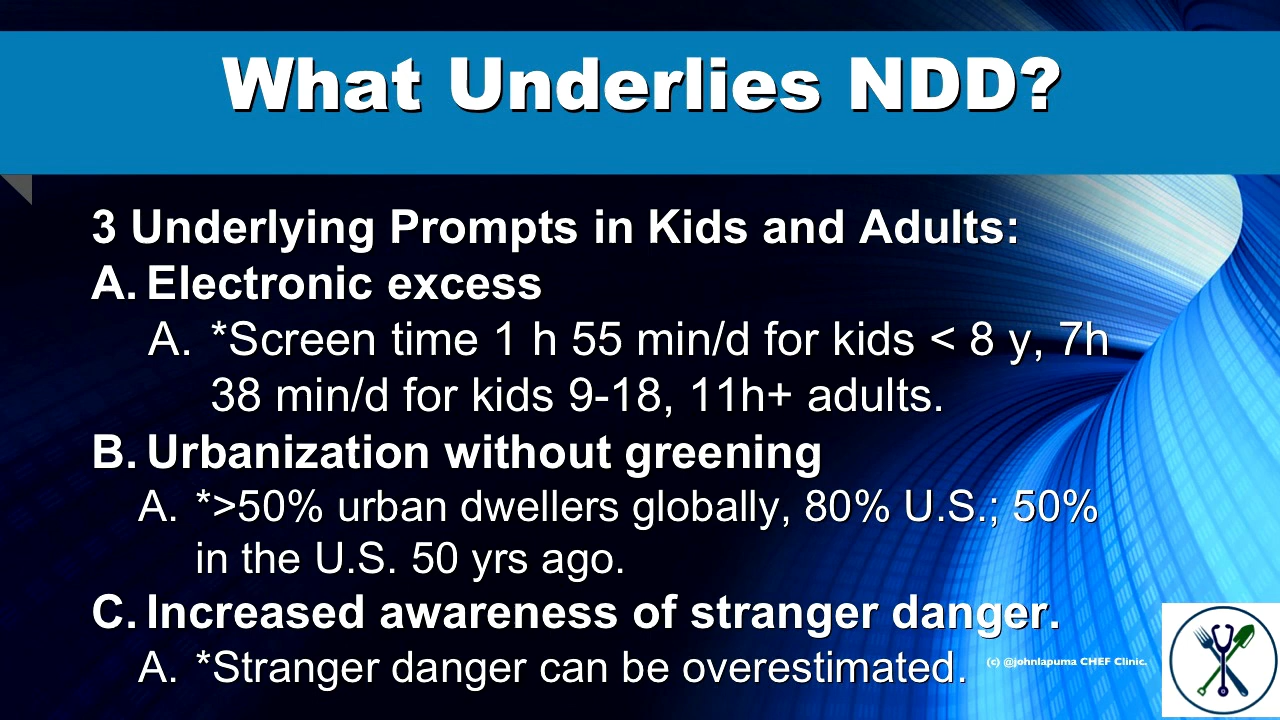 What Underlies NDD?
3 Underlying Prompts in Kids and Adults:
A. Electronic excess
A. *Screen time 1 h 55 min/d for kids < 8 y, 7h
38 min/d for kids 9-18, 11h+ adults.
B. Urbanization without greening
A. *>50% urban dwellers globally, 80% U.S.; 50%
in the U.S. 50 yrs ago.
C. Increased awareness of stranger danger.
A. *Stranger danger can be overestimated.
(c) @johnlapuma CHEF Clinic.